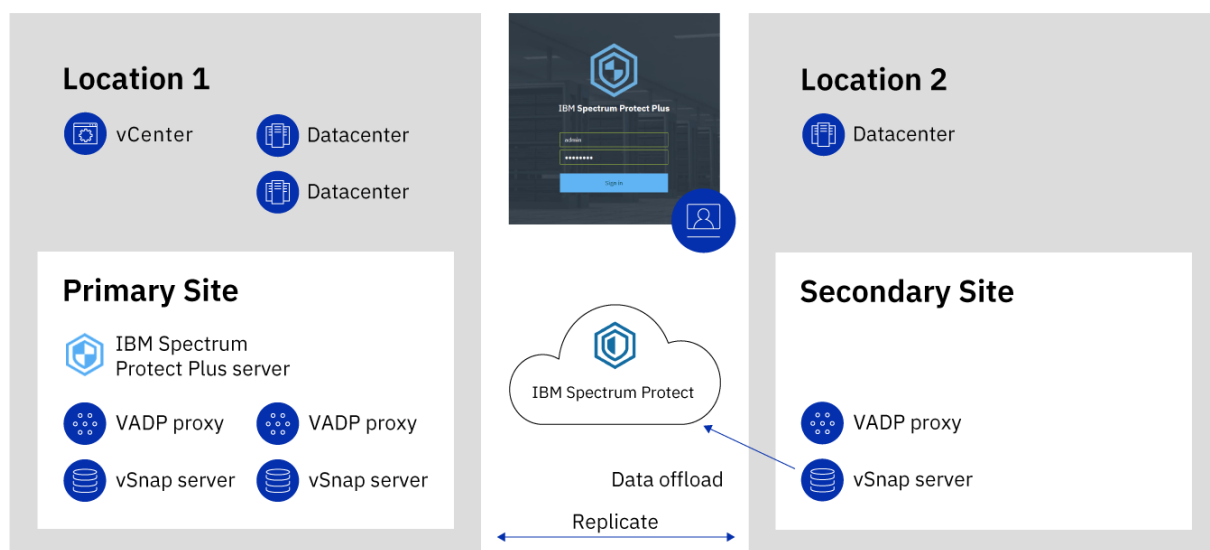 Location 1
vCenter
Datacenter
Datacenter
Primary Site
IBM Spectrum
Protect Plus server
VADP proxy
VADP proxy
vSnap server
vSnap server
IBM Spectrum Protect Plus
admin
••••••••
Sign In
IBM Spectrum Protect
Data offload
Replicate
Location 2
Datacenter
Secondary Site
VADP proxy
vSnap server